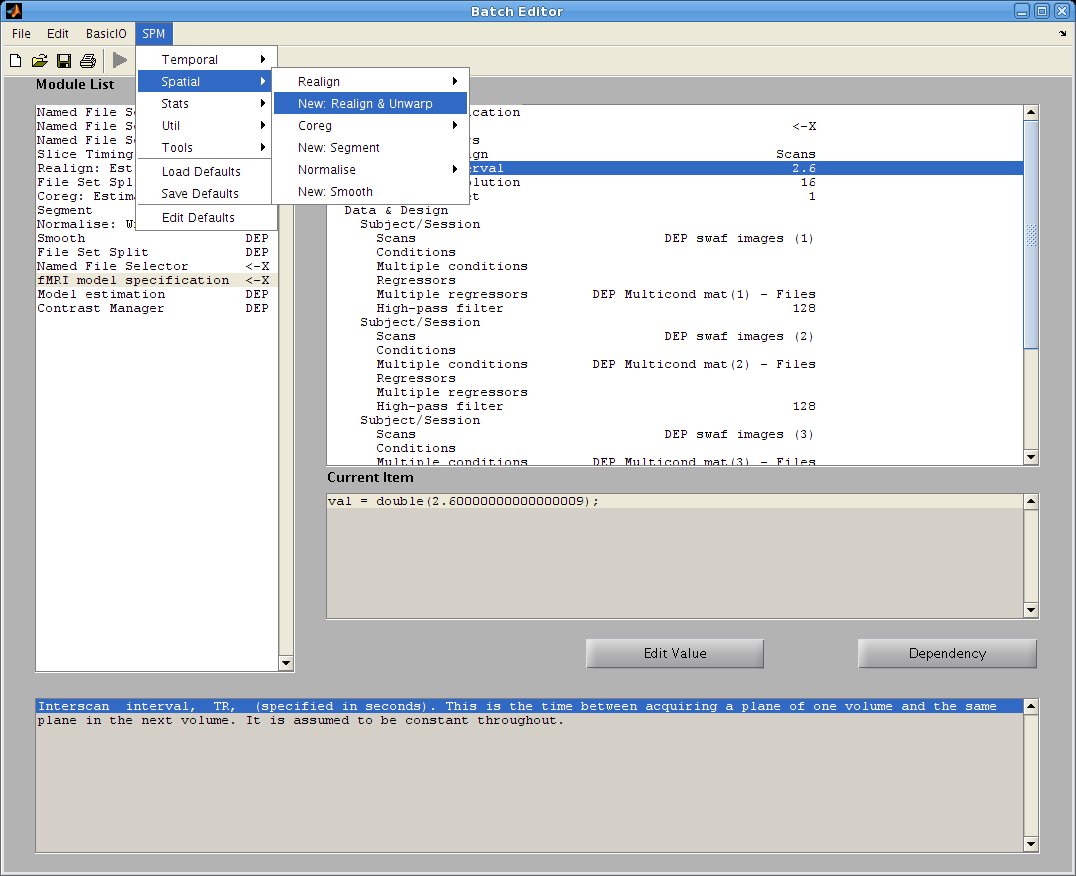 Batch Editor
File Edit BasicIO SPM
Temporal
Spatial
Stats
Util
Tools
Load Defaults
Save Defaults
Edit Defaults
Realign
New: Realign & Unwarp
Coreg
New: Segment
Normalise
New: Smooth
Module List
Named File
Named File
Named File
Slice Timing
Realign:
File Set
Coreg:
Segment
Normalise:
Smooth DEP
File Set Split DEP
Named File Selector <-X
fMRI model specification <-X
Model estimation DEP
Contrast Manager DEP
<-X
Scans
2.6
16
1
Data & Design
Subject/Session
Scans DEP swaf images (1)
Conditions
Multiple conditions
Regressors
Multiple regressors DEP Multicond mat(1) - Files
High-pass filter 128
Subject/Session
Scans DEP swaf images (2)
Conditions
Multiple conditions DEP Multicond mat(2) - Files
Regressors
Multiple regressors
High-pass filter 128
Subject/Session
Scans DEP swaf images (3)
Conditions
Multiple conditions DEP Multicond mat(3) - Files
Current Item
val = double(2.6000000000000009);
Edit Value Dependency
Interscan interval, TR, (specified in seconds). This is the time between acquiring a plane of one volume and the same
plane in the next volume. It is assumed to be constant throughout.